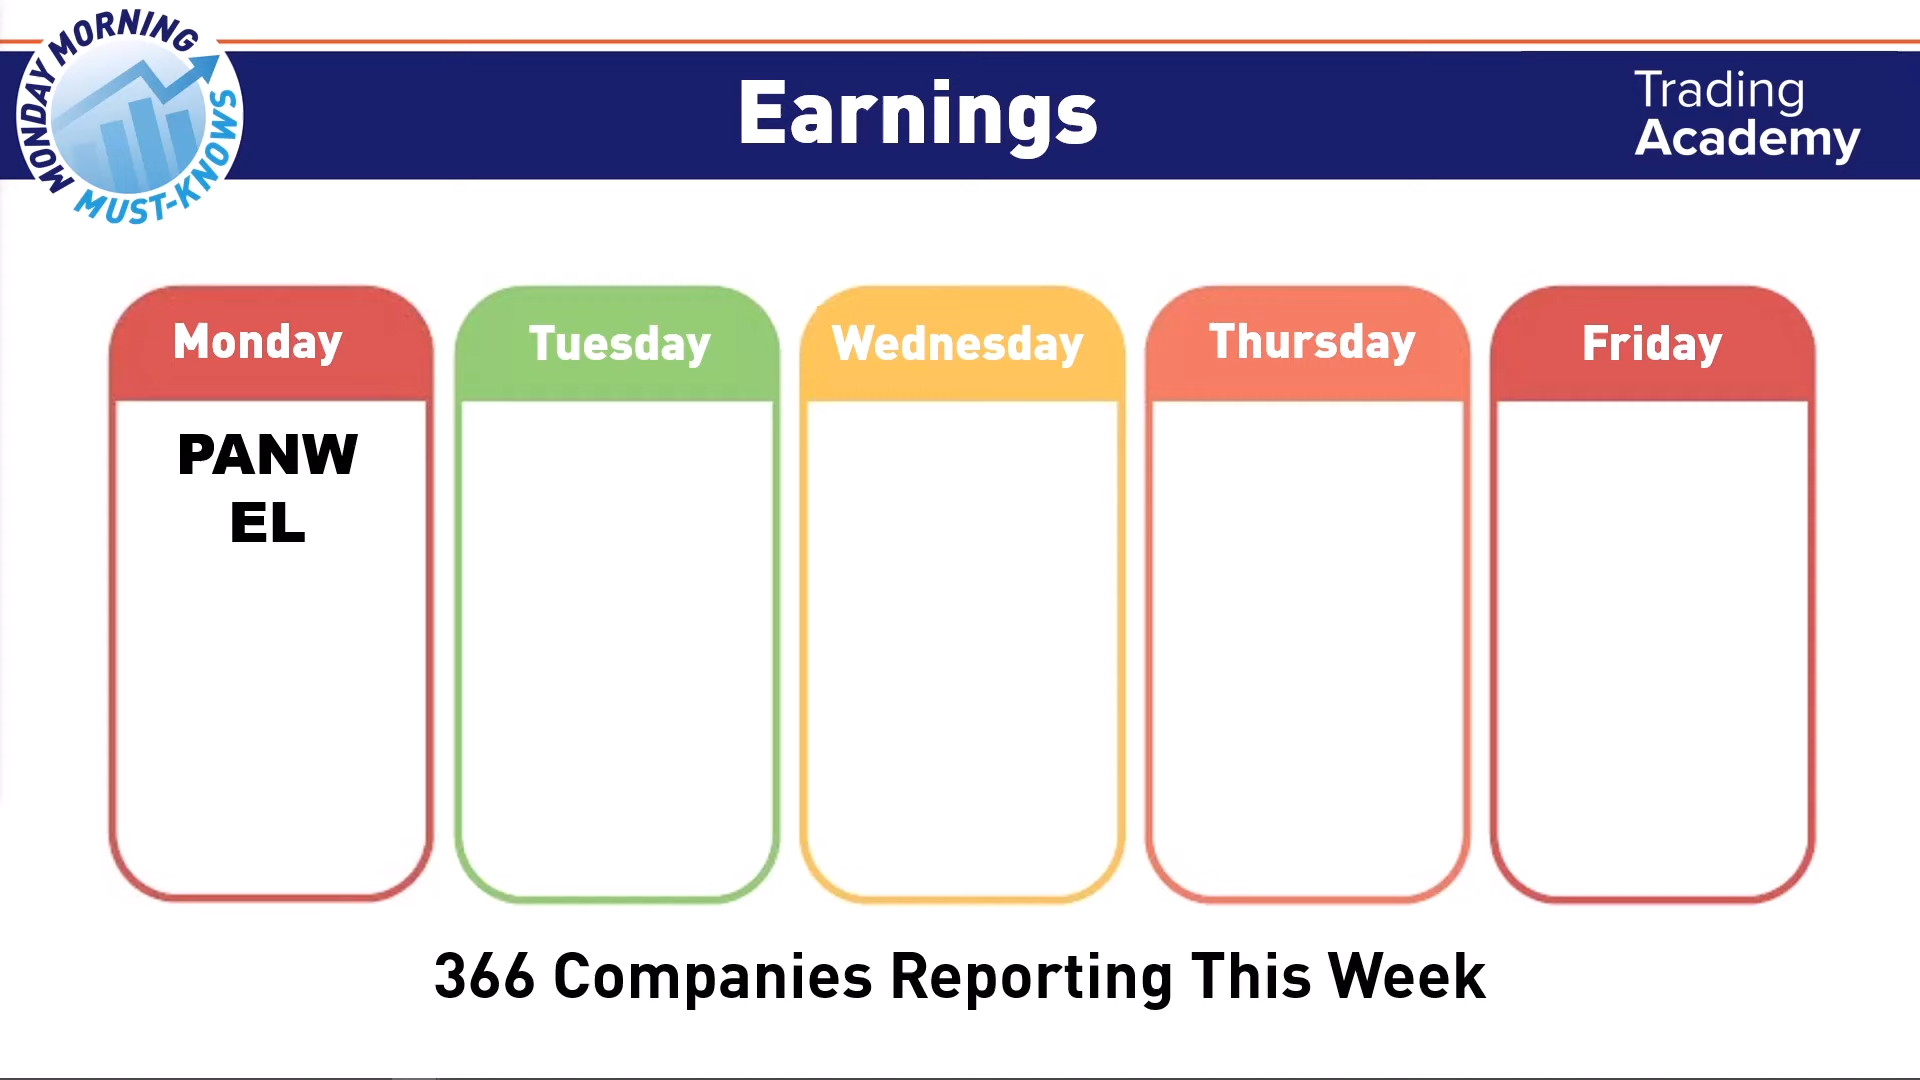 MONDAY MORNING
MUST-KNOWS
Earnings
Trading
Academy
Monday
Tuesday
Wednesday
Thursday
Friday
PANW
EL
366 Companies Reporting This Week